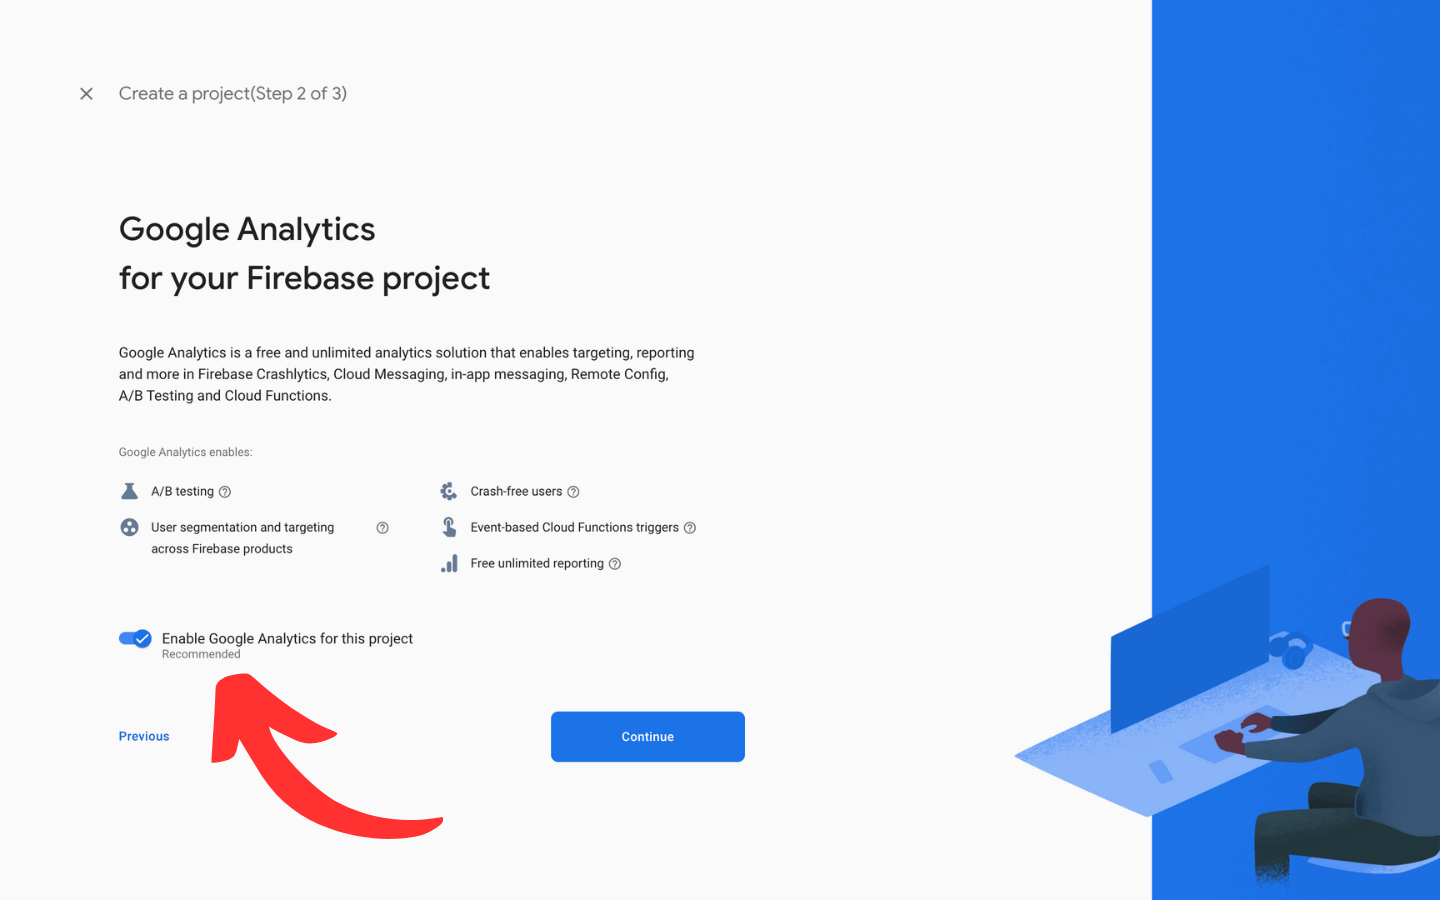 Create a project(Step 2 of 3)
Google Analytics
for your Firebase project
Google Analytics is a free and unlimited analytics solution that enables targeting, reporting
and more in Firebase Crashlytics, Cloud Messaging, in-app messaging, Remote Config,
A/B Testing and Cloud Functions.
Google Analytics enables:
A/B testing
User segmentation and targeting
across Firebase products
Crash-free users
Event-based Cloud Functions triggers
Free unlimited reporting
Enable Google Analytics for this project
Recommended
Previous
Continue